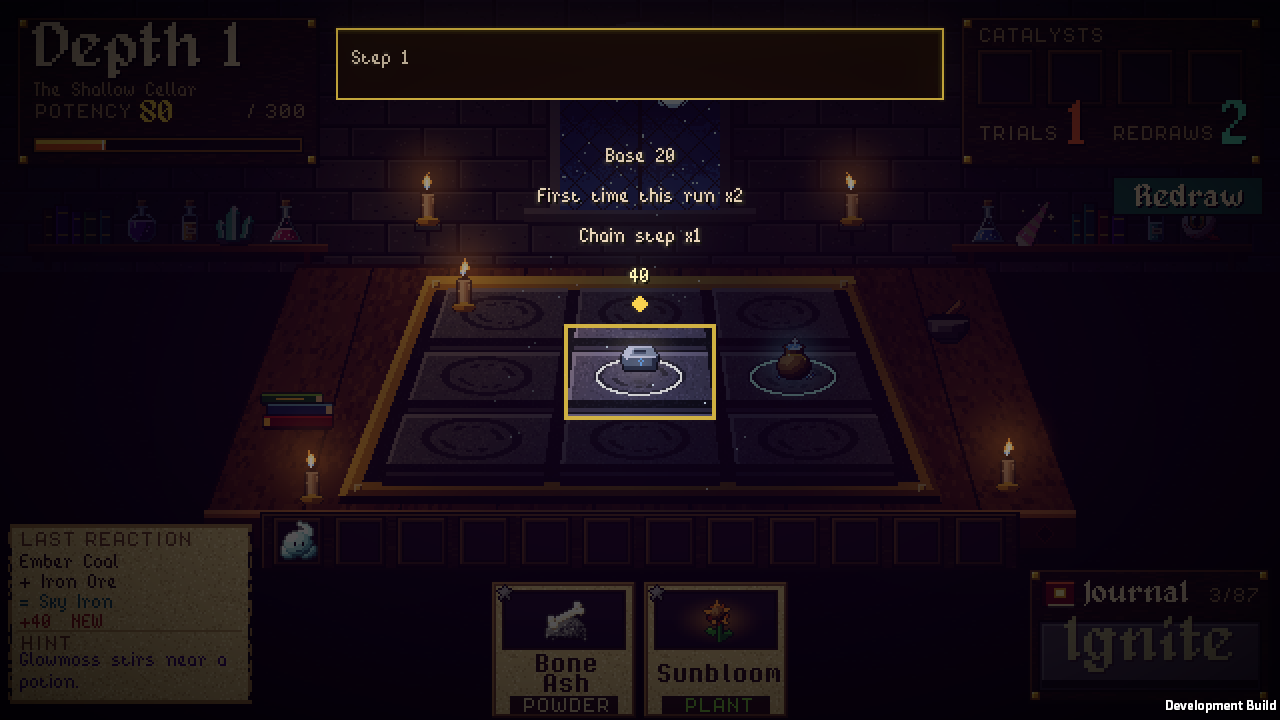 Depth 1
The Shallow Cellar
POTENCY 80 / 300
Step 1
CATALYSTS
TRIALS 1 REDRAWS 2
Redraw
Base 20
First time this run x2
Chain step x1
40
LAST REACTION
Ember Coal
+ Iron Ore
= Sky Iron
+40 NEW
HINT
Glowmoss stirs near a
potion.
Bone
Ash
POWDER
Sunbloom
PLANT
Journal 3/87
Ignite
Development Build